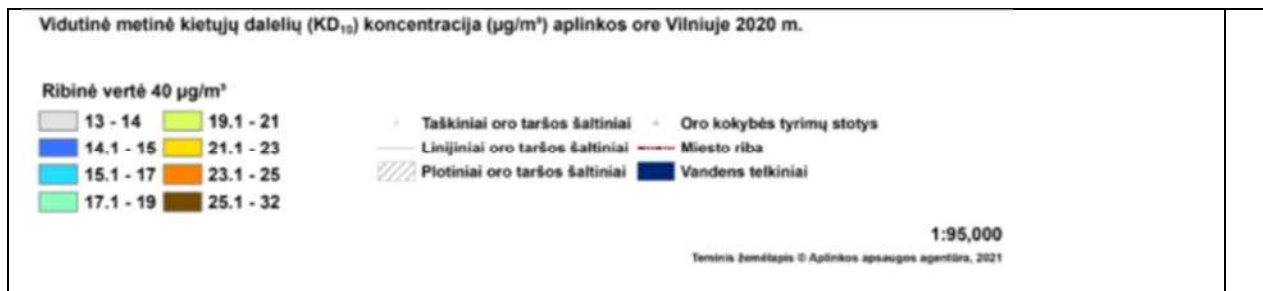 Vidutinė metinė kietųjų dalelių (KD₁₀) koncentracija (µg/m³) aplinkos ore Vilniuje 2020 m.
Ribinė vertė 40 µg/m³
13 - 14
19.1 - 21
14.1 - 15
21.1 - 23
15.1 - 17
23.1 - 25
17.1 - 19
25.1 - 32
Taškiniai oro taršos šaltiniai
Oro kokybės tyrimų stotys
Linijiniai oro taršos šaltiniai
Miesto riba
Plotiniai oro taršos šaltiniai
Vandens telkiniai
1:95,000
Teminis žemėlapis © Aplinkos apsaugos agentūra, 2021